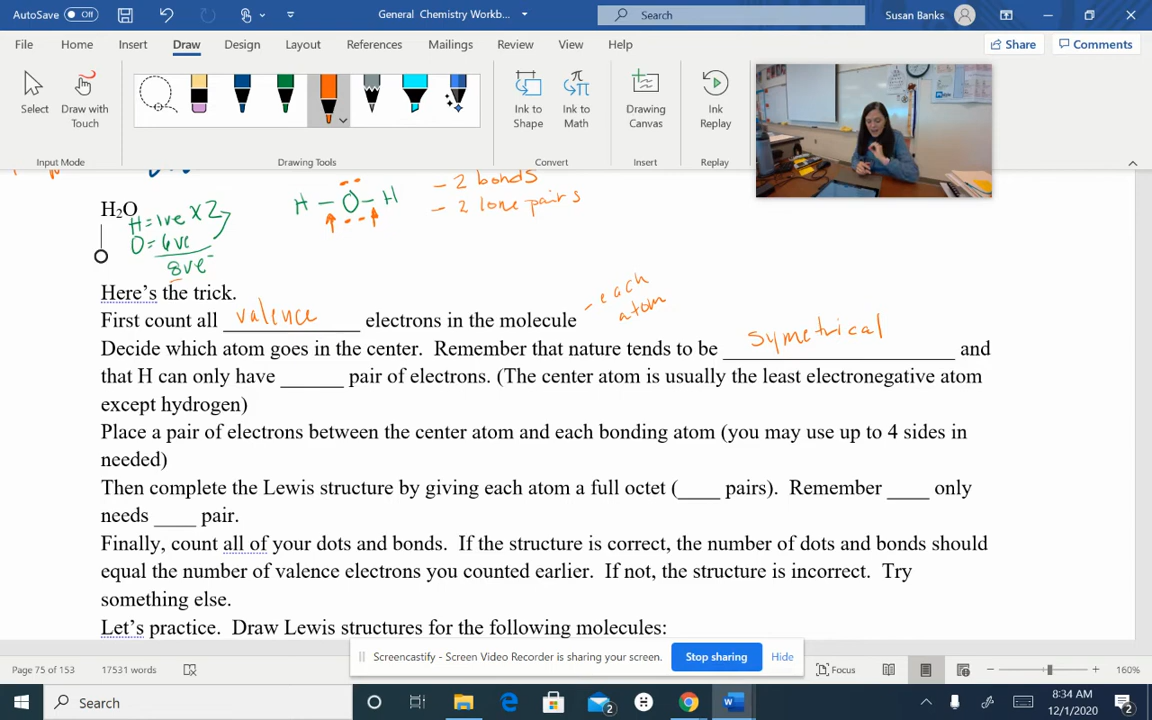 AutoSave Off General Chemistry Workb... Search Susan Banks
File Home Insert Draw Design Layout References Mailings Review View Help Share Comments
Select Draw with Touch Ink to Shape Ink to Math Drawing Canvas Ink Replay
Input Mode Drawing Tools Convert Insert Replay
- 2 bonds
H - O - H
- 2 lone pairs
H₂O
H = 1ve x 2
O = 6ve
8ve⁻
Here's the trick.
First count all valence electrons in the molecule - each atom
Decide which atom goes in the center. Remember that nature tends to be symetrical and
that H can only have ______ pair of electrons. (The center atom is usually the least electronegative atom
except hydrogen)
Place a pair of electrons between the center atom and each bonding atom (you may use up to 4 sides in
needed)
Then complete the Lewis structure by giving each atom a full octet (____ pairs). Remember ____ only
needs ____ pair.
Finally, count all of your dots and bonds. If the structure is correct, the number of dots and bonds should
equal the number of valence electrons you counted earlier. If not, the structure is incorrect. Try
something else.
Let's practice. Draw Lewis structures for the following molecules:
Screencastify - Screen Video Recorder is sharing your screen. Stop sharing Hide
Page 75 of 153 17531 words Focus 160%
Search 2 8:34 AM
12/1/2020 2